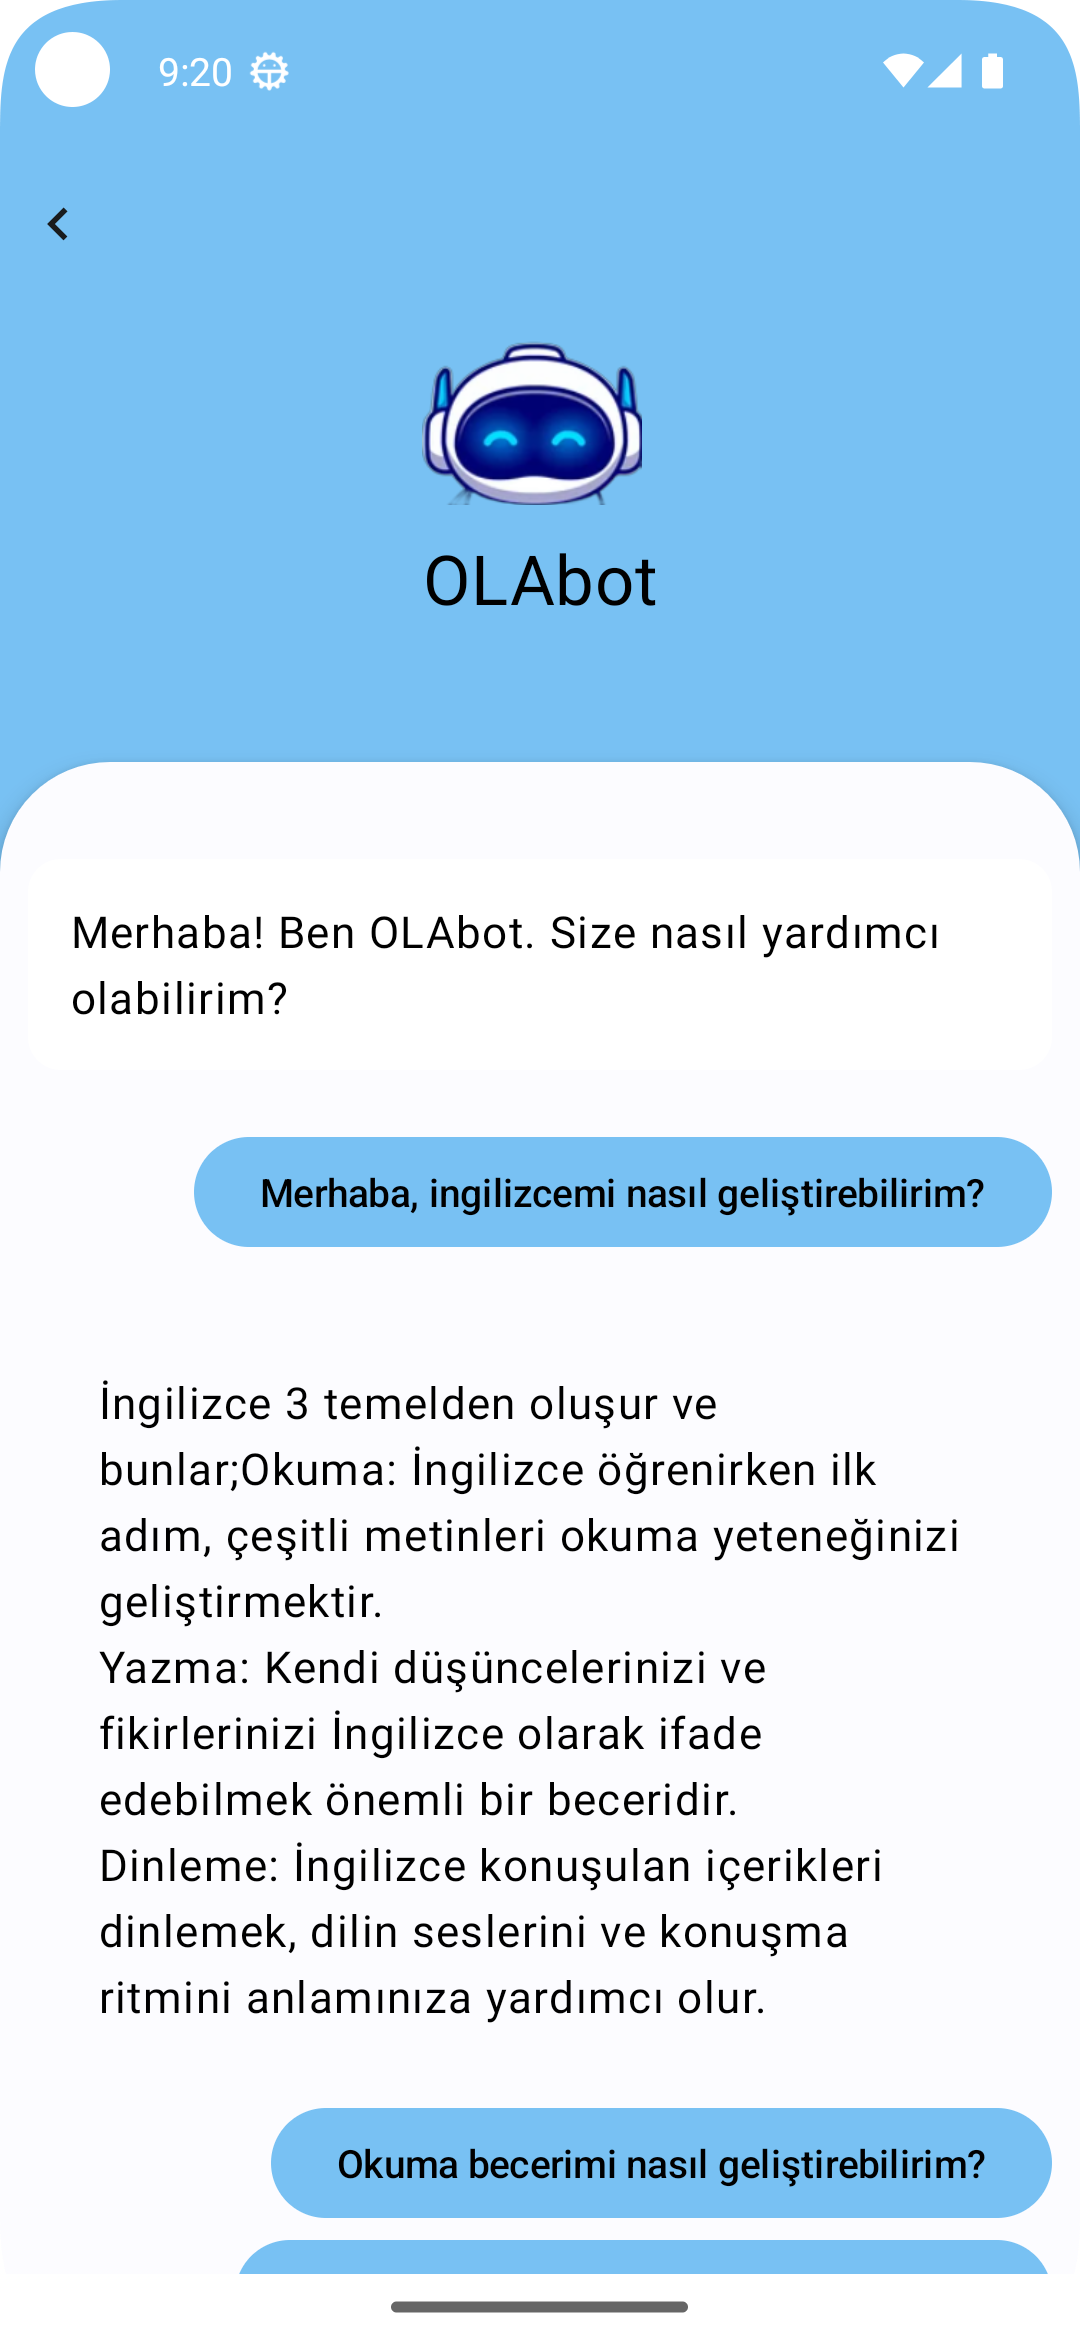 9:20
OLAbot
Merhaba! Ben OLAbot. Size nasıl yardımcı
olabilirim?
Merhaba, ingilizcemi nasıl geliştirebilirim?
İngilizce 3 temelden oluşur ve
bunlar;Okuma: İngilizce öğrenirken ilk
adım, çeşitli metinleri okuma yeteneğinizi
geliştirmektir.
Yazma: Kendi düşüncelerinizi ve
fikirlerinizi İngilizce olarak ifade
edebilmek önemli bir beceridir.
Dinleme: İngilizce konuşulan içerikleri
dinlemek, dilin seslerini ve konuşma
ritmini anlamınıza yardımcı olur.
Okuma becerimi nasıl geliştirebilirim?